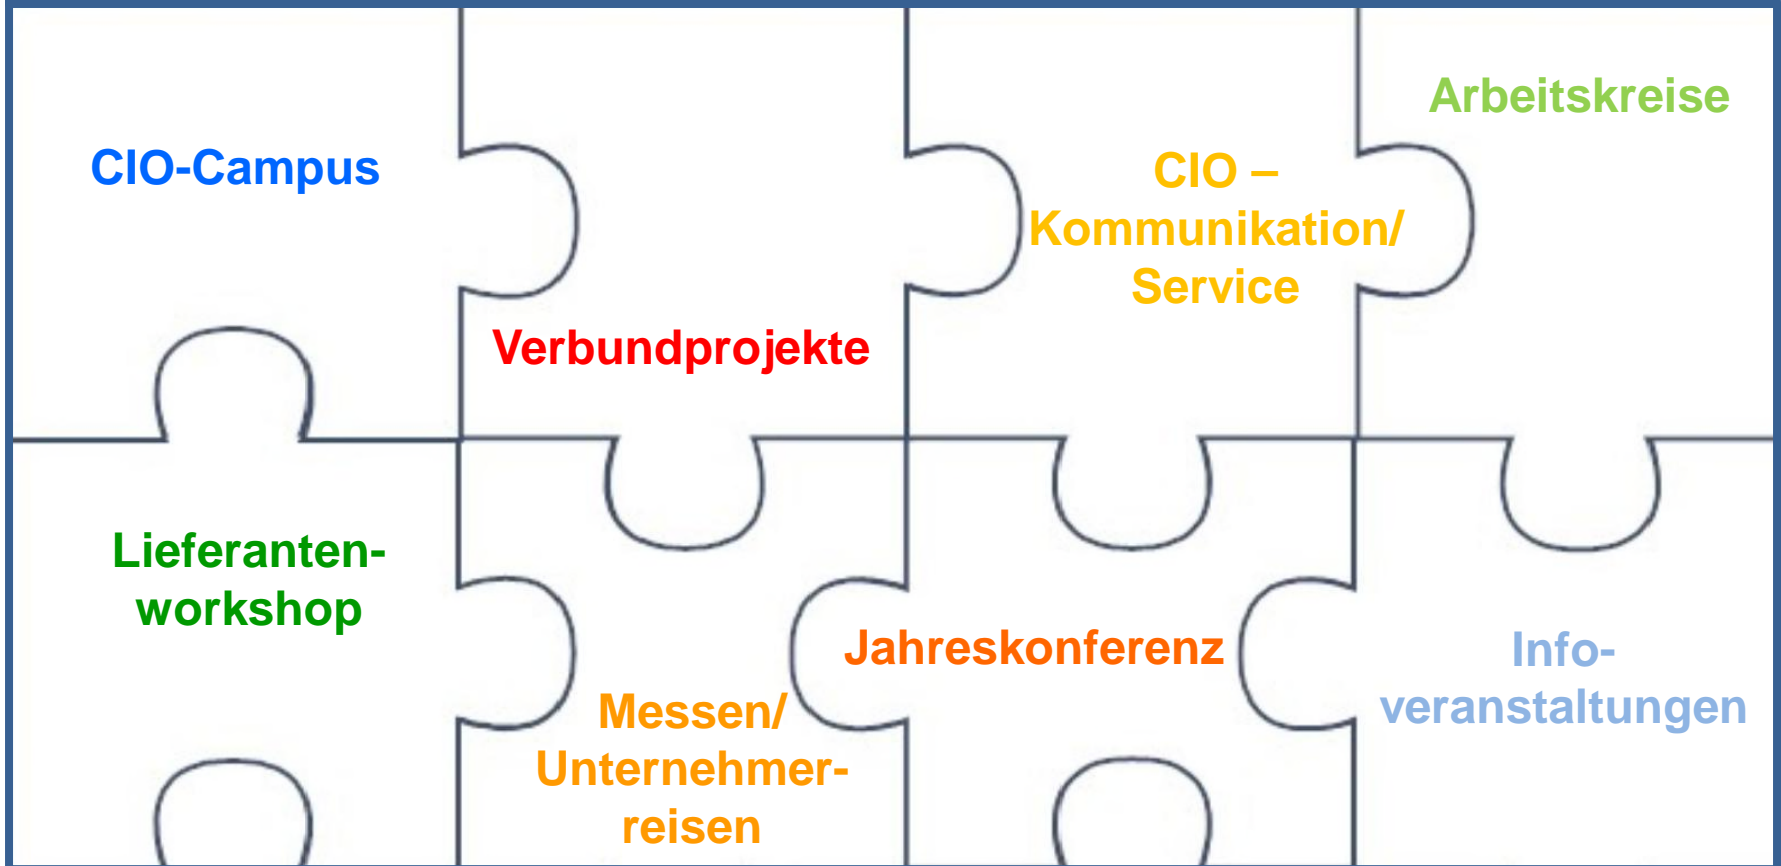 CIO-Campus
Verbundprojekte
CIO –
Kommunikation/
Service
Arbeitskreise
Lieferanten-
workshop
Messen/
Unternehmer-
reisen
Jahreskonferenz
Info-
veranstaltungen